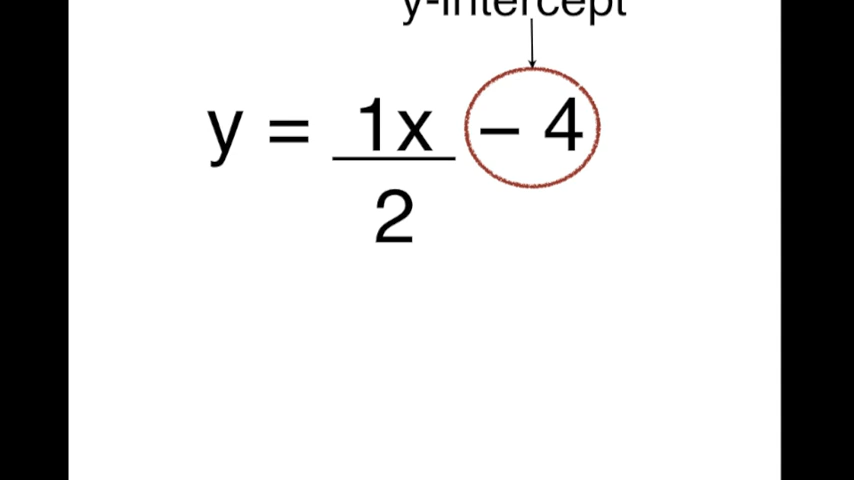 y-intercept
y = 1x – 4
2